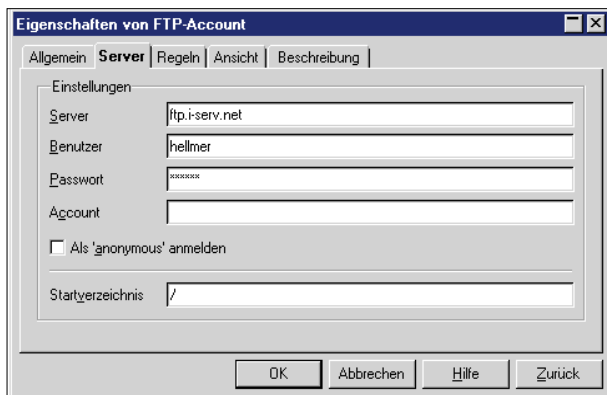 Eigenschaften von FTP-Account
Allgemein Server Regeln Ansicht Beschreibung
Einstellungen
Server ftp.i-serv.net
Benutzer hellmer
Passwort ******
Account
Als 'anonymous' anmelden
Startverzeichnis /
OK Abbrechen Hilfe Zurück